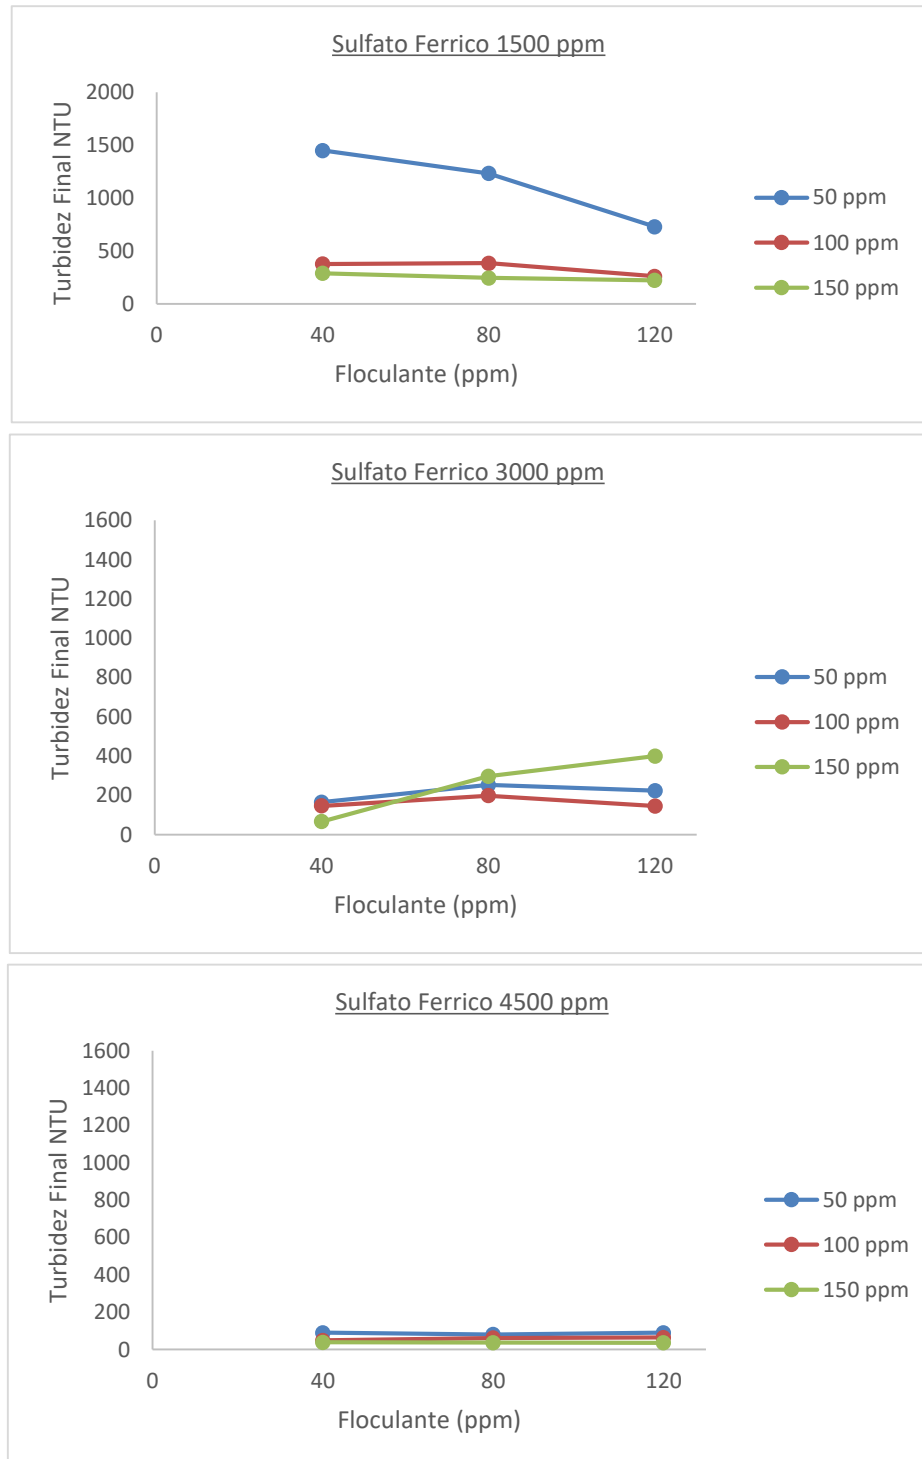 Sulfato Ferrico 1500 ppm
2000
1500
1000
500
0
0 40 80 120
Turbidez Final NTU
Floculante (ppm)
50 ppm
100 ppm
150 ppm
Sulfato Ferrico 3000 ppm
1600
1400
1200
1000
800
600
400
200
0
0 40 80 120
Turbidez Final NTU
Floculante (ppm)
50 ppm
100 ppm
150 ppm
Sulfato Ferrico 4500 ppm
1600
1400
1200
1000
800
600
400
200
0
0 40 80 120
Turbidez Final NTU
Floculante (ppm)
50 ppm
100 ppm
150 ppm